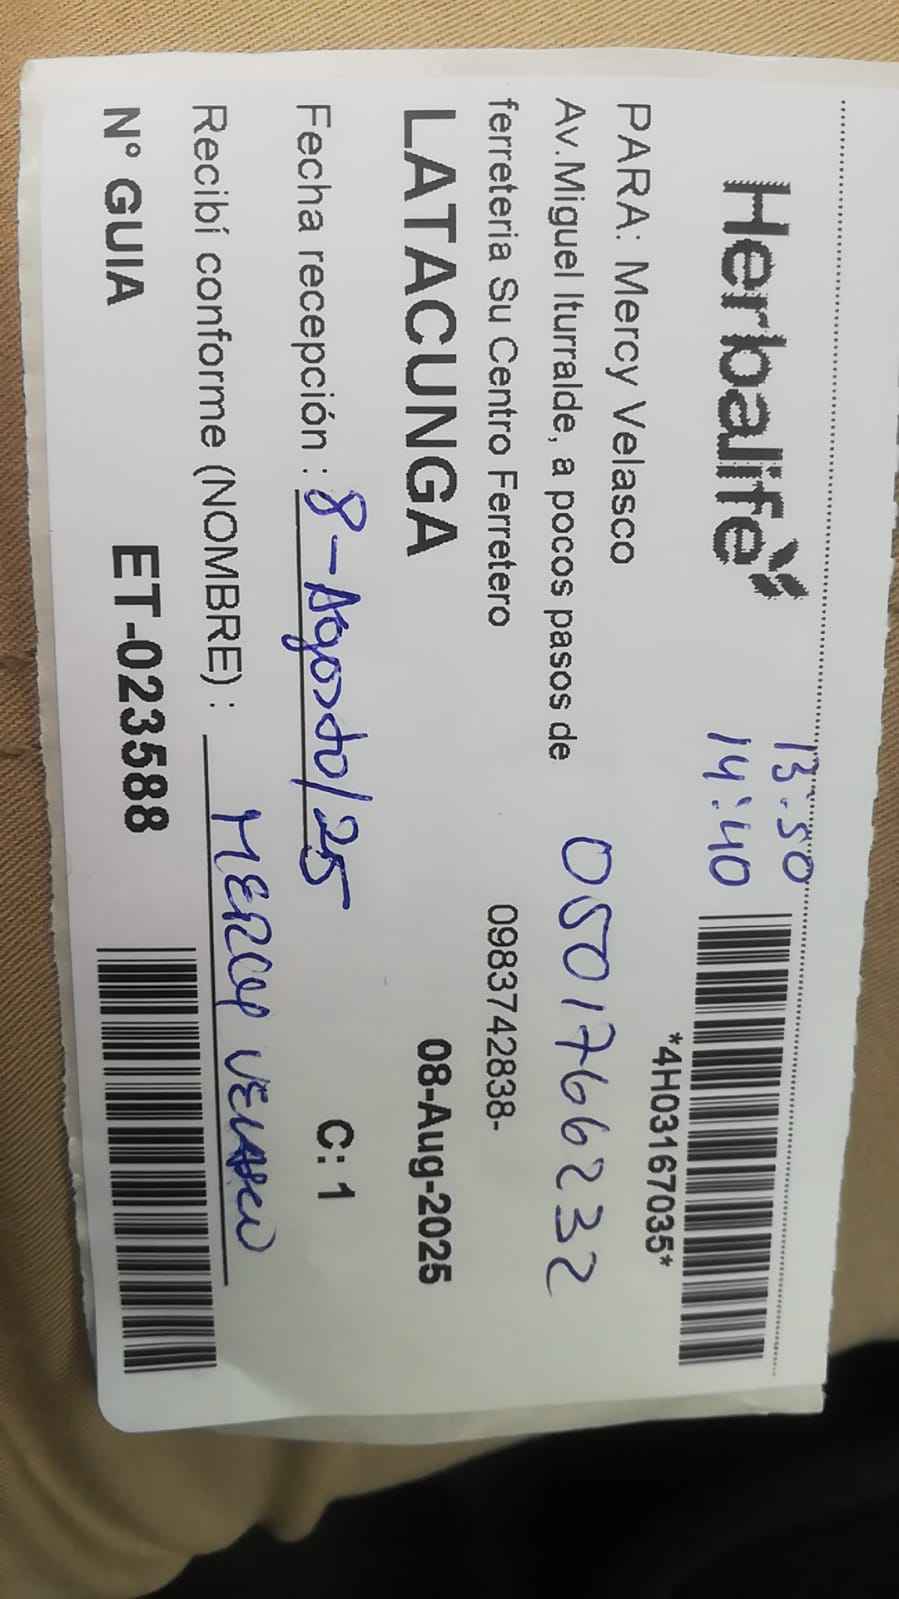 Herbalife
13:50
14:40
*4H03167035*
PARA: Mercy Velasco
Av.Miguel Iturralde, a pocos pasos de
0501766232
ferreteria Su Centro Ferretero
0983742838-
LATACUNGA
08-Aug-2025
Fecha recepción : 8-Agosto/25
C: 1
Recibí conforme (NOMBRE) : MERCY VELASCO
N° GUIA ET-023588